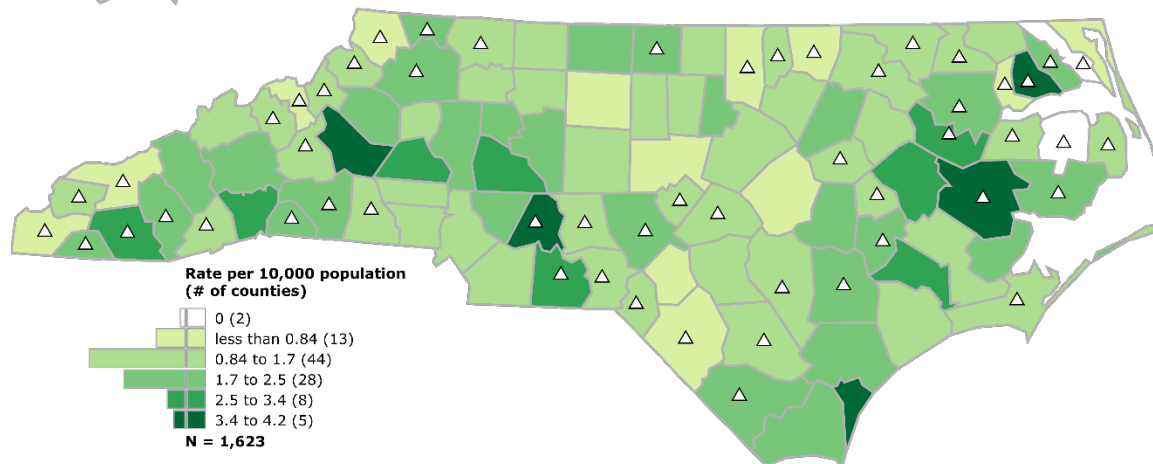 Rate per 10,000 population
(# of counties)
0 (2)
less than 0.84 (13)
0.84 to 1.7 (44)
1.7 to 2.5 (28)
2.5 to 3.4 (8)
3.4 to 4.2 (5)
N = 1,623